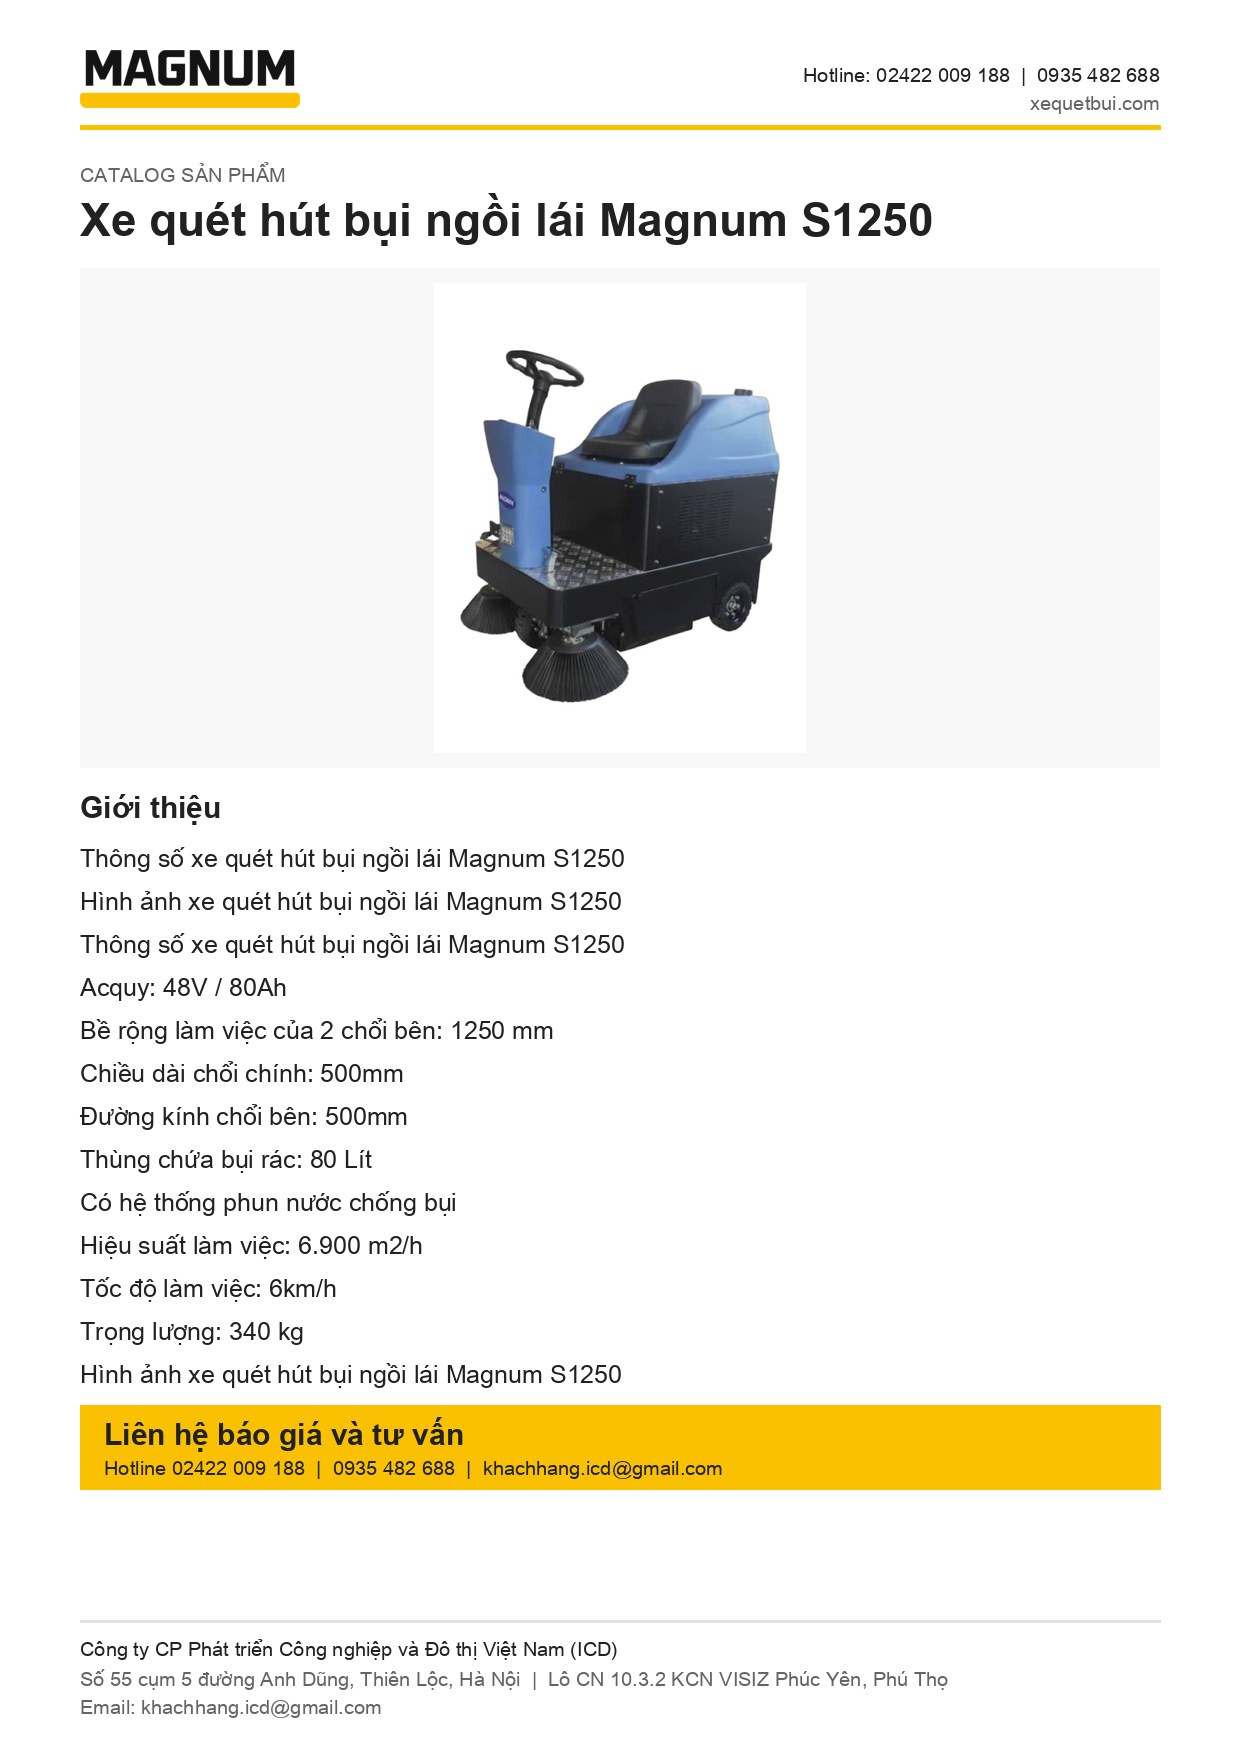 MAGNUM
Hotline: 02422 009 188 | 0935 482 688
xequetbui.com
CATALOG SẢN PHẨM
Xe quét hút bụi ngồi lái Magnum S1250
Giới thiệu
Thông số xe quét hút bụi ngồi lái Magnum S1250
Hình ảnh xe quét hút bụi ngồi lái Magnum S1250
Thông số xe quét hút bụi ngồi lái Magnum S1250
Acquy: 48V / 80Ah
Bề rộng làm việc của 2 chổi bên: 1250 mm
Chiều dài chổi chính: 500mm
Đường kính chổi bên: 500mm
Thùng chứa bụi rác: 80 Lít
Có hệ thống phun nước chống bụi
Hiệu suất làm việc: 6.900 m2/h
Tốc độ làm việc: 6km/h
Trọng lượng: 340 kg
Hình ảnh xe quét hút bụi ngồi lái Magnum S1250
Liên hệ báo giá và tư vấn
Hotline 02422 009 188 | 0935 482 688 | khachhang.icd@gmail.com
Công ty CP Phát triển Công nghiệp và Đô thị Việt Nam (ICD)
Số 55 cụm 5 đường Anh Dũng, Thiên Lộc, Hà Nội | Lô CN 10.3.2 KCN VISIZ Phúc Yên, Phú Thọ
Email: khachhang.icd@gmail.com